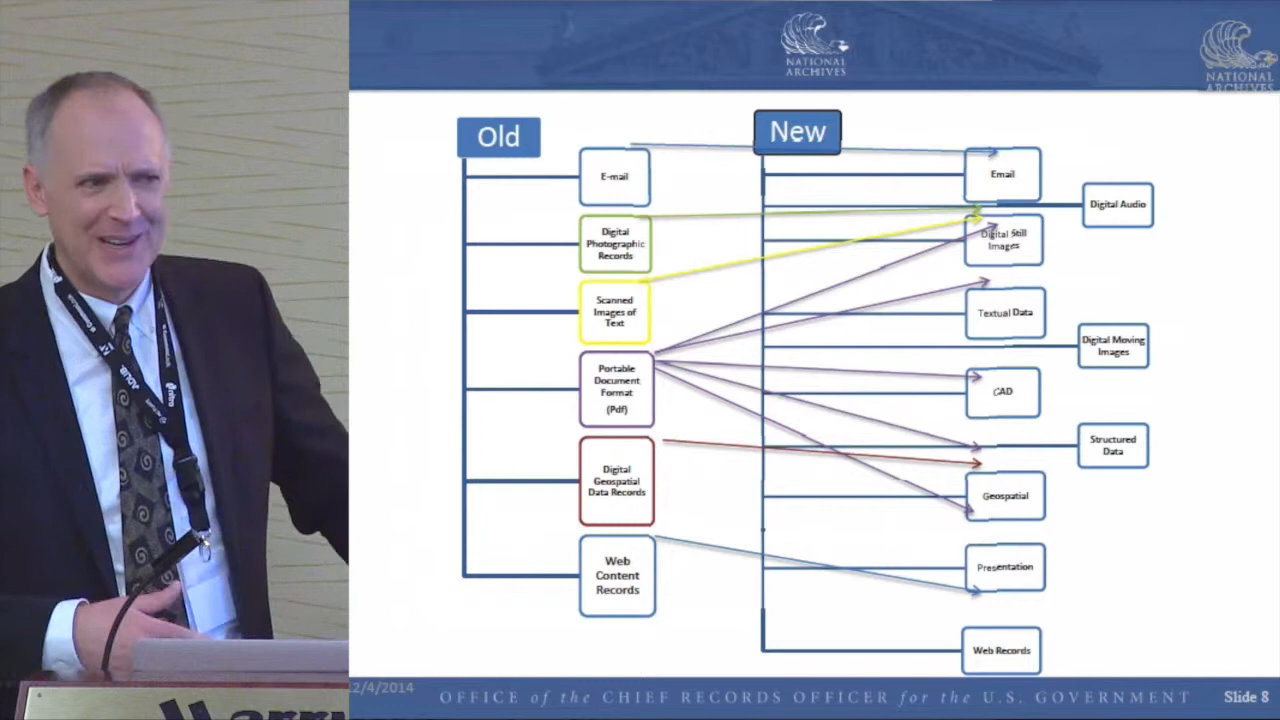 NATIONAL
ARCHIVES
NATIONAL
ARCHIVES
Old
New
E-mail
Digital
Photographic
Records
Scanned
Images of
Text
Portable
Document
Format
(Pdf)
Digital
Geospatial
Data Records
Web
Content
Records
Email
Digital Audio
Digital Still
Images
Textual Data
Digital Moving
Images
CAD
Structured
Data
Geospatial
Presentation
Web Records
12/4/2014
OFFICE of the CHIEF RECORDS OFFICER for the U.S. GOVERNMENT
Slide 8